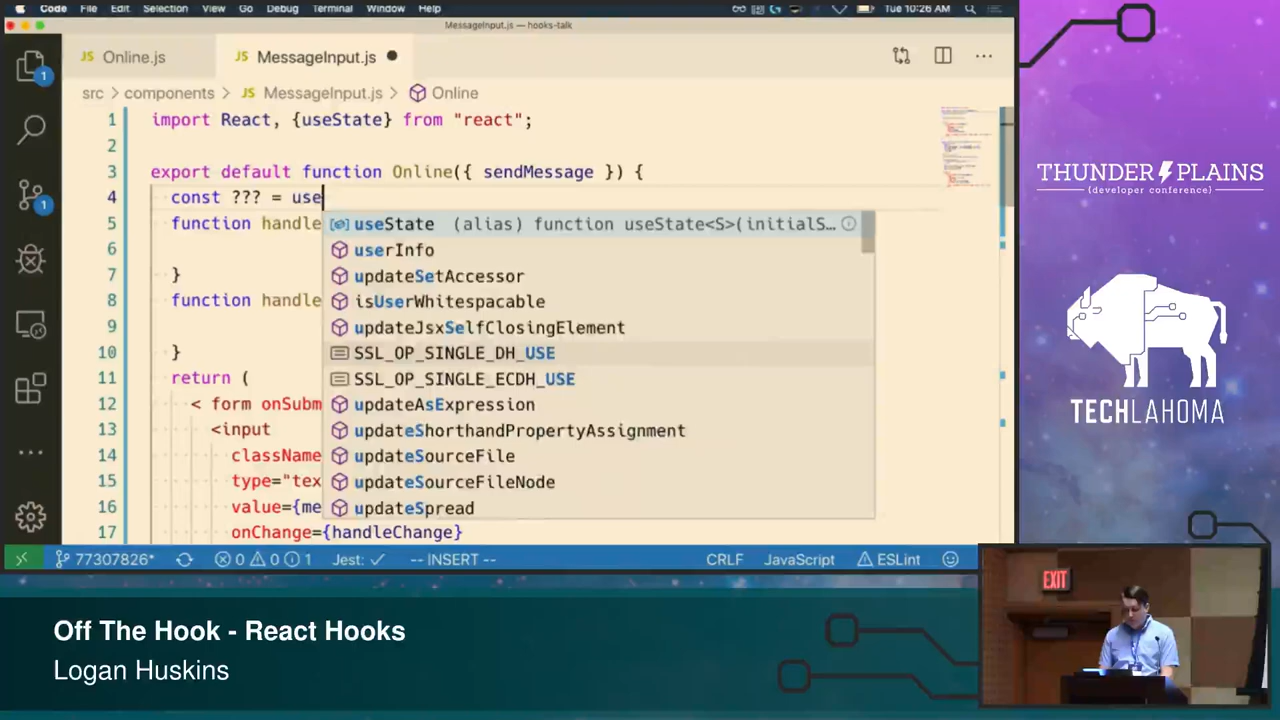 Code File Edit Selection View Go Debug Terminal Window Help
Tue 10:26 AM
MessageInput.js — hooks-talk
JS Online.js
JS MessageInput.js
src > components > JS MessageInput.js > Online
1 import React, {useState} from "react";
2
3 export default function Online({ sendMessage }) {
4 const ??? = use
5 function handle
6
7 }
8 function handle
9
10 }
11 return (
12 < form onSubm
13 <input
14 className
15 type="tex
16 value={me
17 onChange={handleChange}
useState (alias) function useState<S>(initialS…
userInfo
updateSetAccessor
isUserWhitespacable
updateJsxSelfClosingElement
SSL_OP_SINGLE_DH_USE
SSL_OP_SINGLE_ECDH_USE
updateAsExpression
updateShorthandPropertyAssignment
updateSourceFile
updateSourceFileNode
updateSpread
1
1
77307826* 0 0 1 Jest: -- INSERT -- CRLF JavaScript ESLint
THUNDER PLAINS
{developer conference}
TECHLAHOMA
EXIT
Off The Hook - React Hooks
Logan Huskins